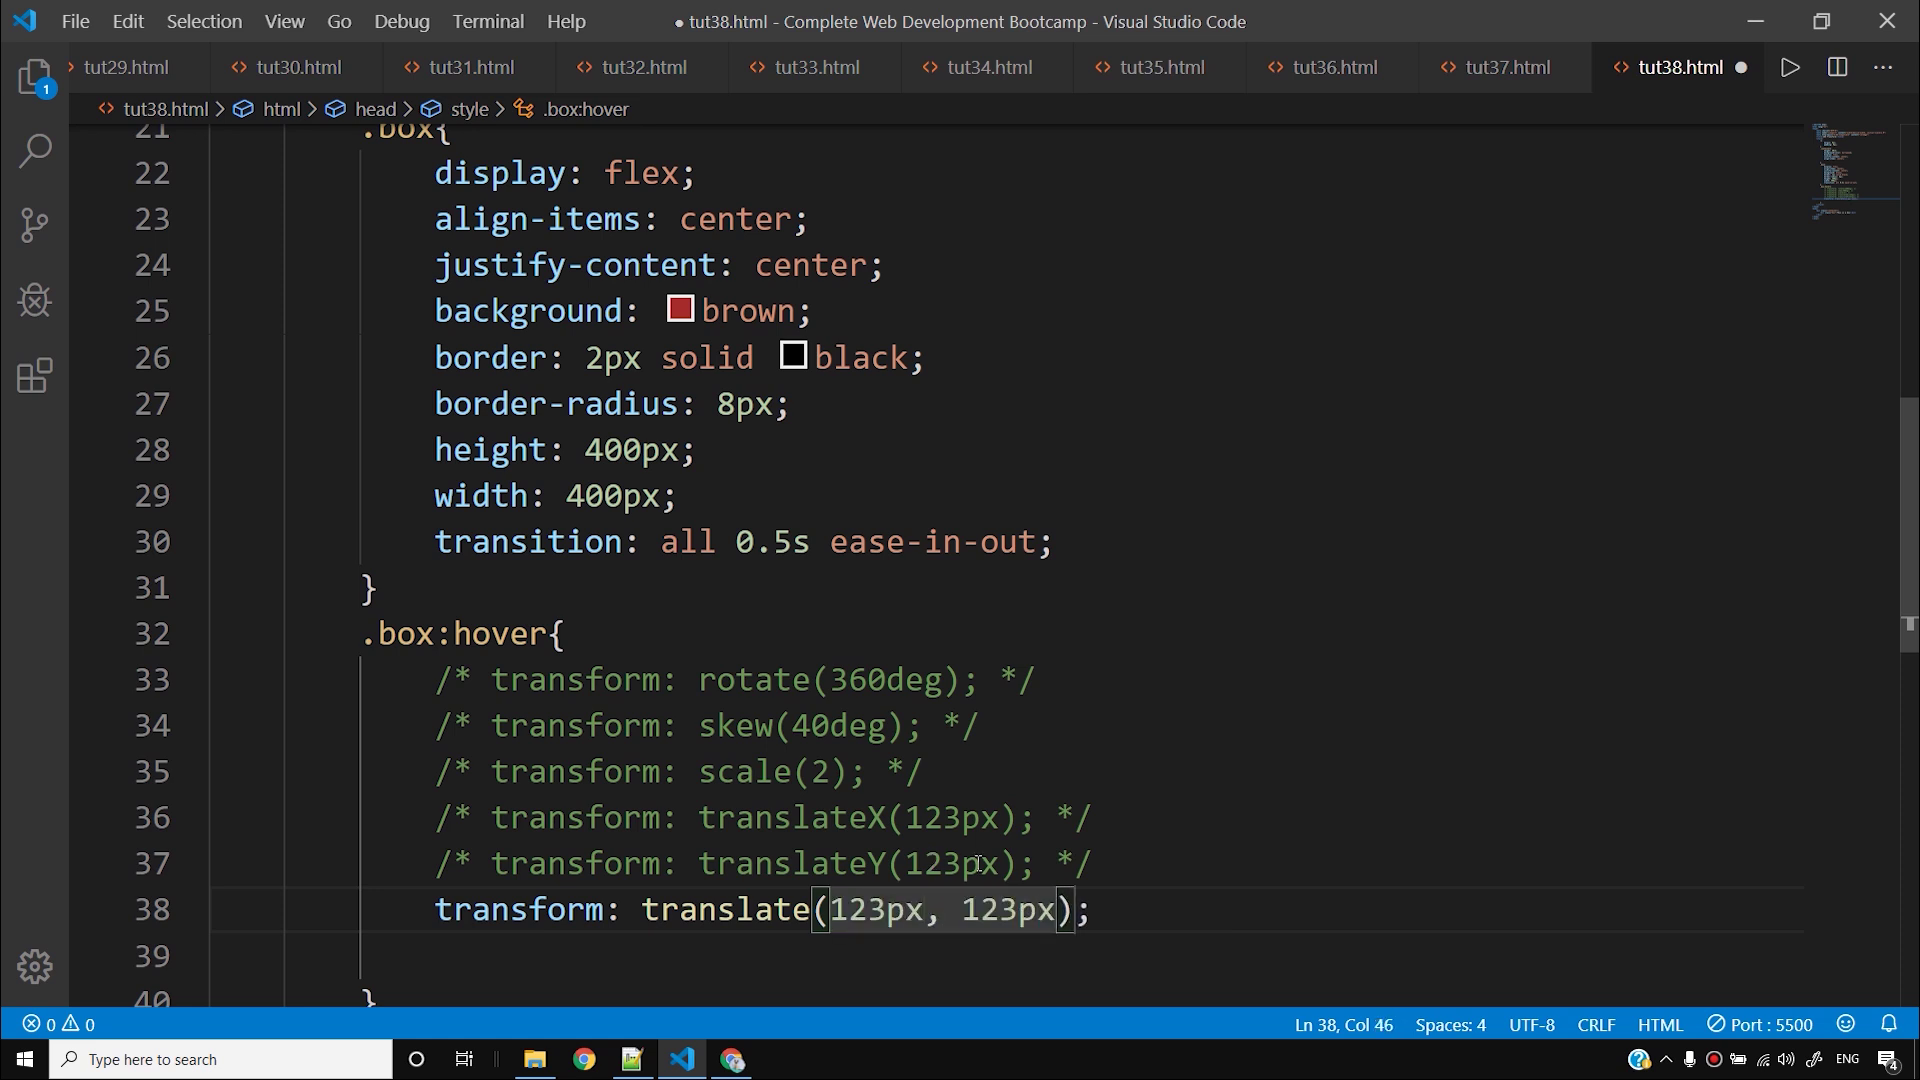 File Edit Selection View Go Debug Terminal Help ● tut38.html - Complete Web Development Bootcamp - Visual Studio Code
tut29.html tut30.html tut31.html tut32.html tut33.html tut34.html tut35.html tut36.html tut37.html tut38.html
tut38.html > html > head > style > .box:hover
21 .box{
22 display: flex;
23 align-items: center;
24 justify-content: center;
25 background: brown;
26 border: 2px solid black;
27 border-radius: 8px;
28 height: 400px;
29 width: 400px;
30 transition: all 0.5s ease-in-out;
31 }
32 .box:hover{
33 /* transform: rotate(360deg); */
34 /* transform: skew(40deg); */
35 /* transform: scale(2); */
36 /* transform: translateX(123px); */
37 /* transform: translateY(123px); */
38 transform: translate(123px, 123px);
39
40 }
1
0 0 Ln 38, Col 46 Spaces: 4 UTF-8 CRLF HTML Port : 5500
Type here to search ENG 4